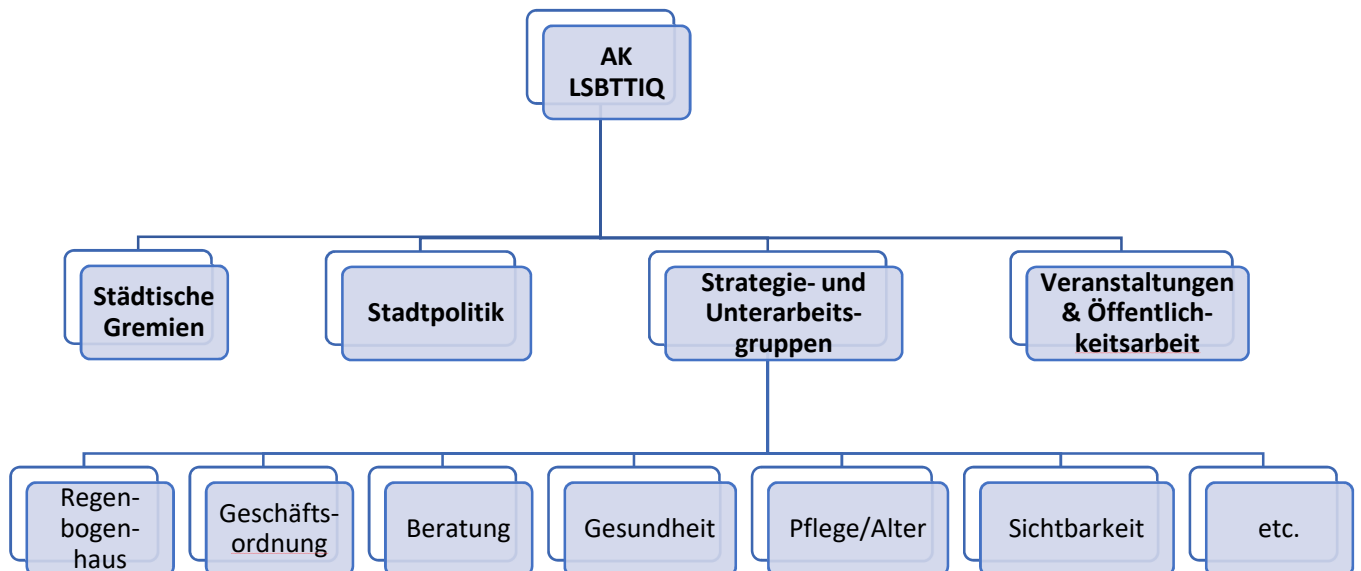 AK
LSBTTIQ
Städtische
Gremien
Stadtpolitik
Strategie- und
Unterarbeits-
gruppen
Veranstaltungen
& Öffentlich-
keitsarbeit
Regen-
bogen-
haus
Geschäfts-
ordnung
Beratung
Gesundheit
Pflege/Alter
Sichtbarkeit
etc.